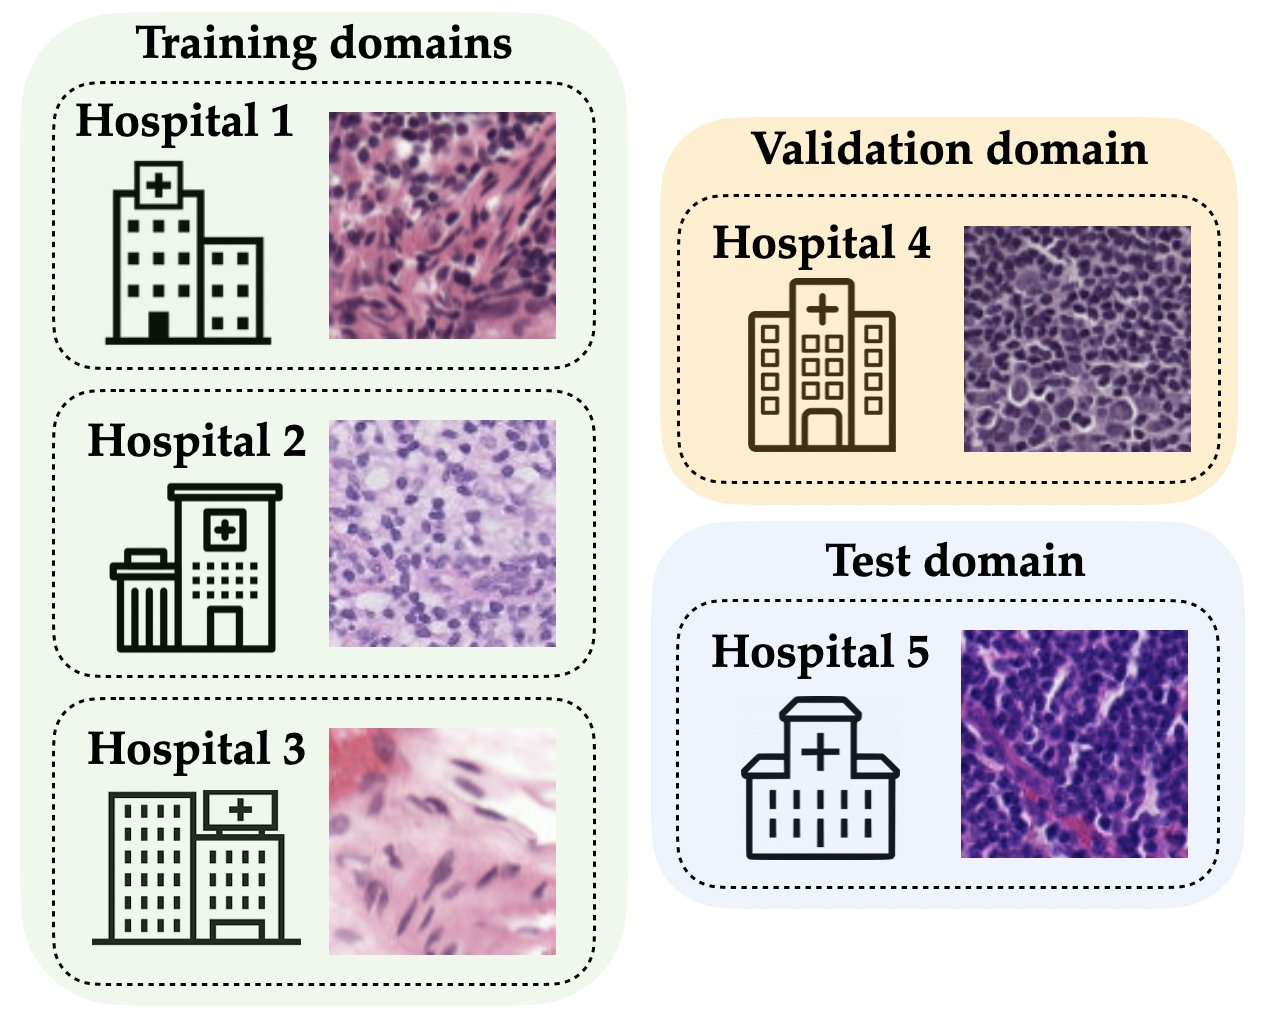 Training domains
Hospital 1
Hospital 2
Hospital 3
Validation domain
Hospital 4
Test domain
Hospital 5